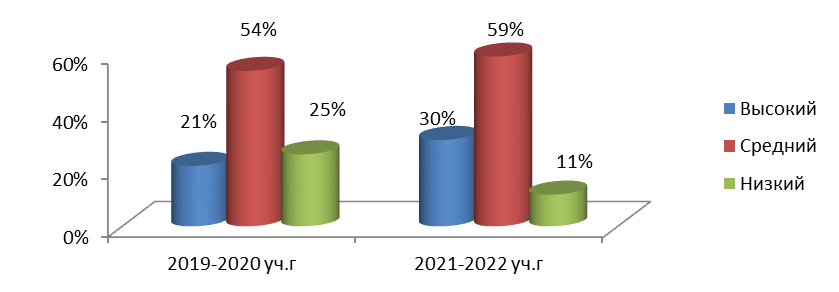 54%
59%
60%
21%
25%
30%
40%
11%
20%
0%
2019-2020 уч.г
2021-2022 уч.г
Высокий
Средний
Низкий